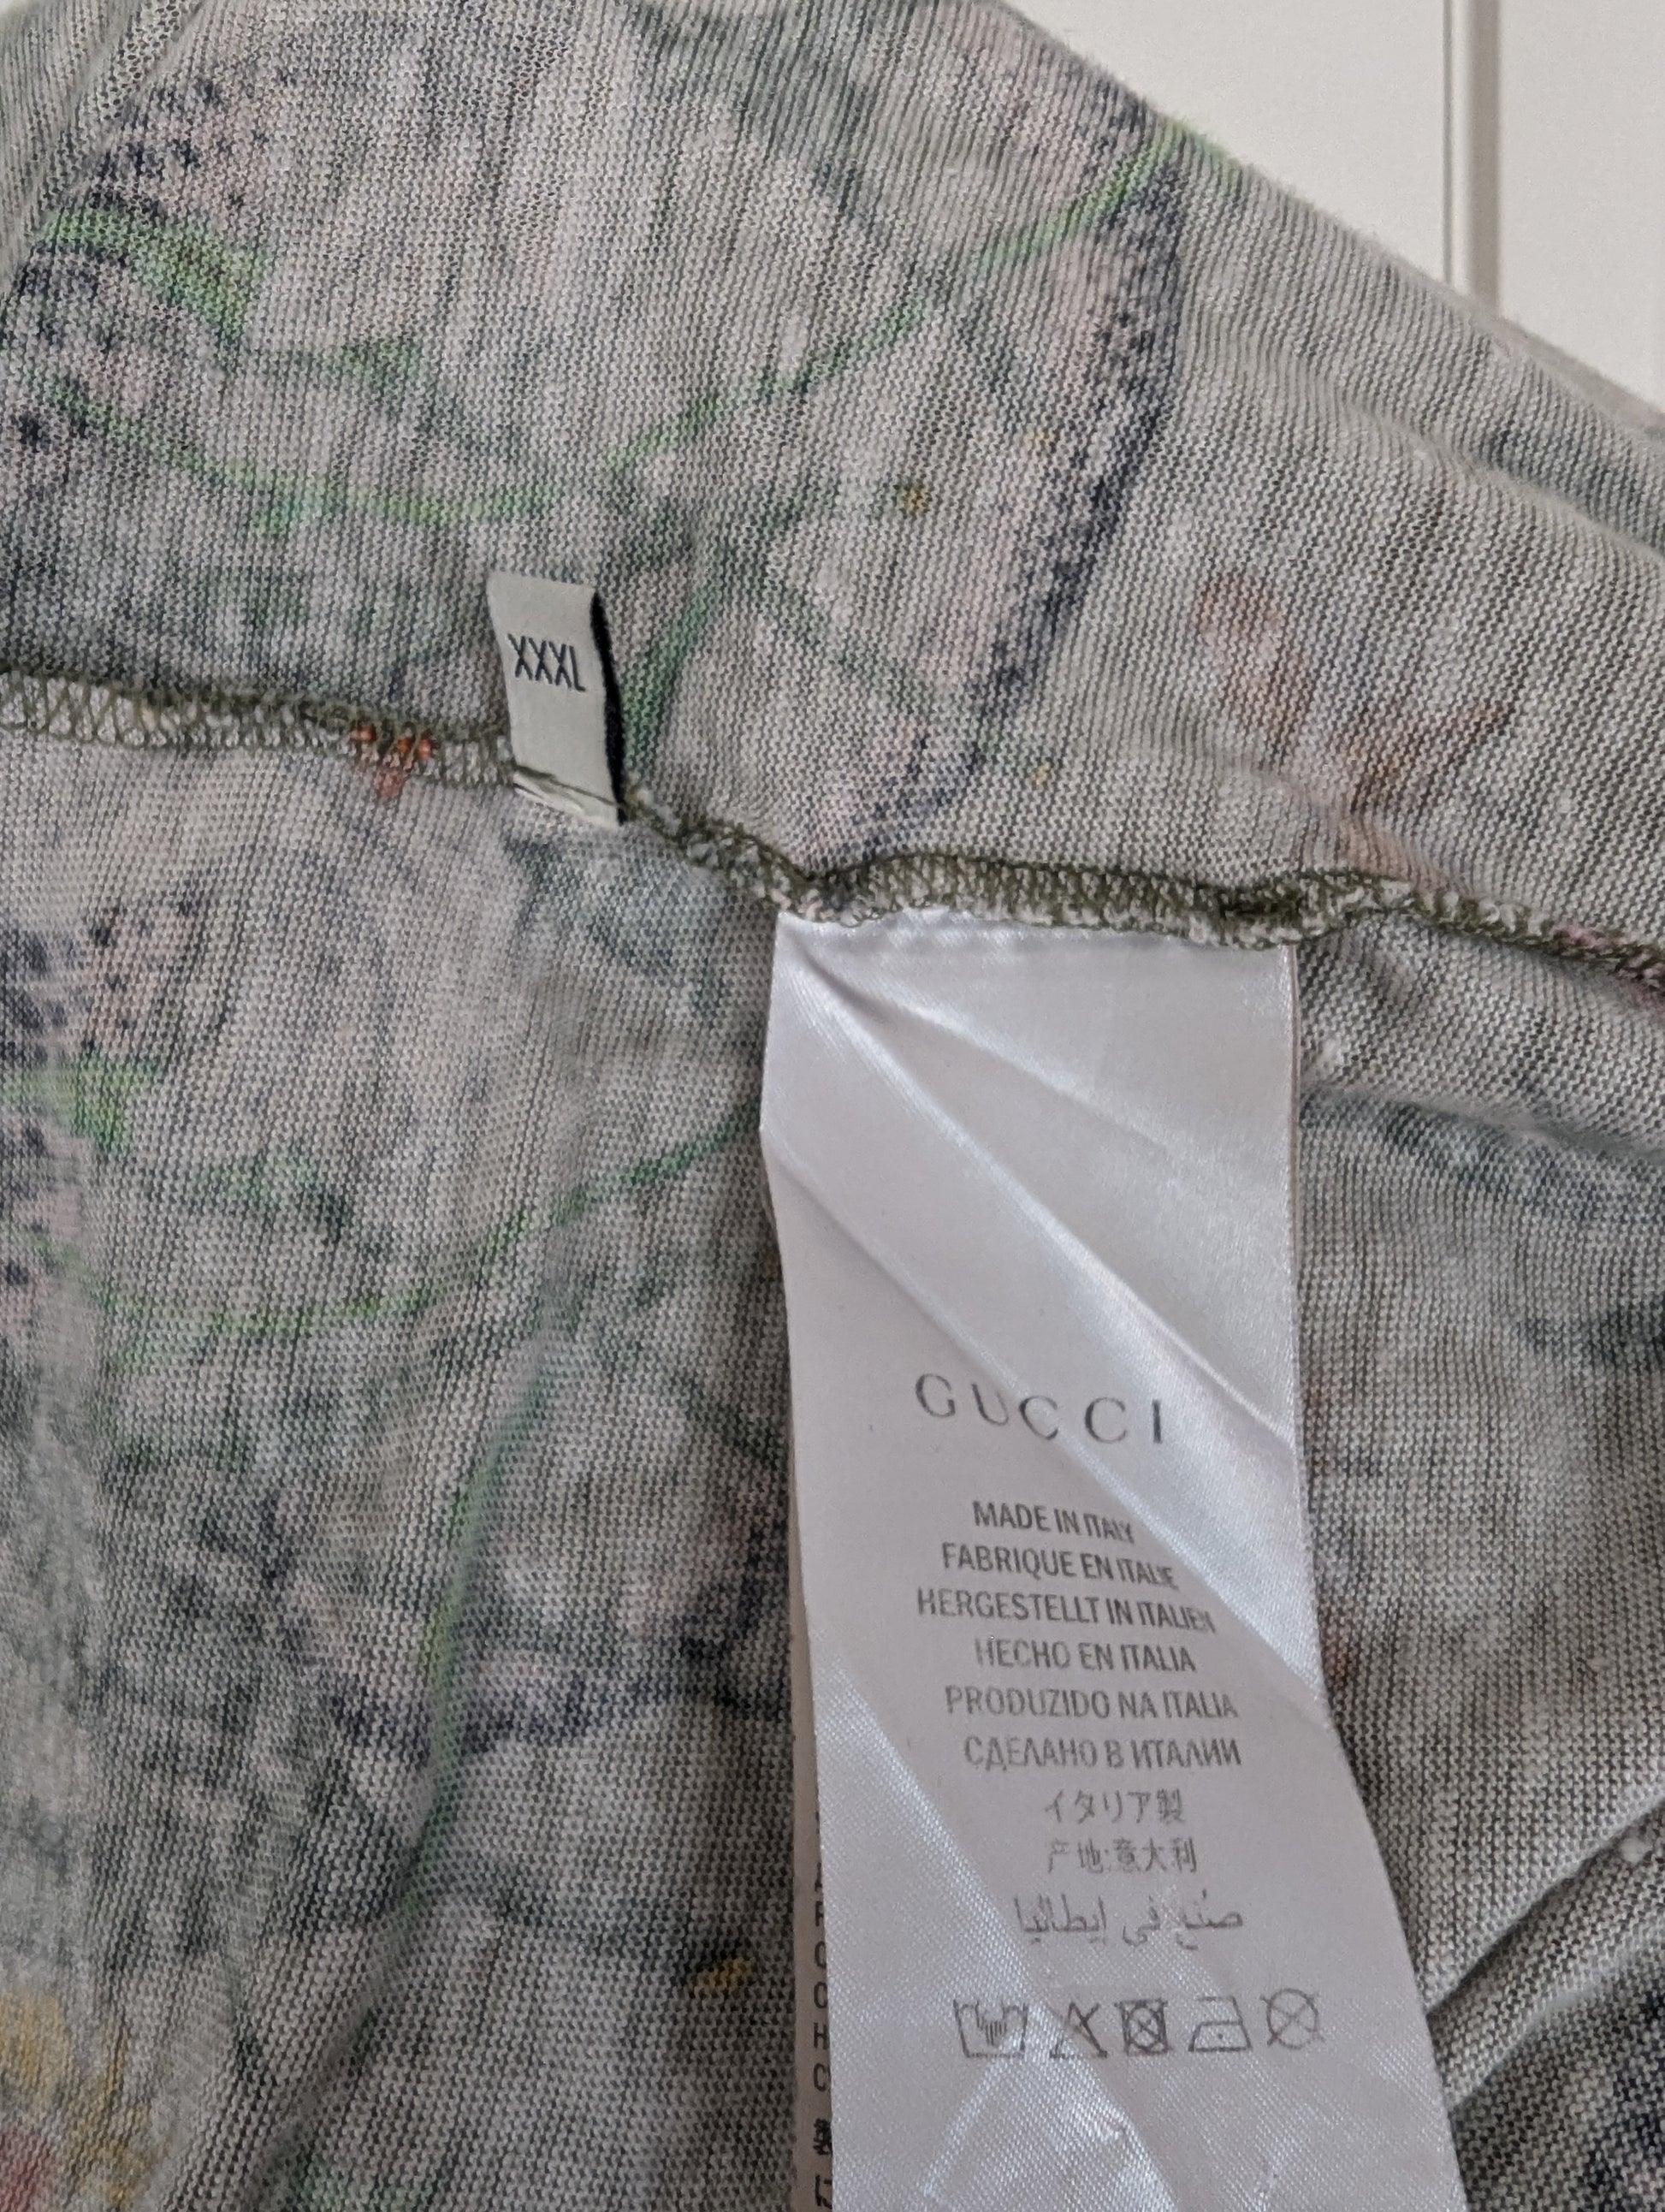 XXXL
GUCCI
MADE IN ITALY
FABRIQUE EN ITALIE
HERGESTELLT IN ITALIEN
HECHO EN ITALIA
PRODUZIDO NA ITALIA
СДЕЛАНО В ИТАЛИИ
イタリア製
产地:意大利
صُنِع في إيطاليا